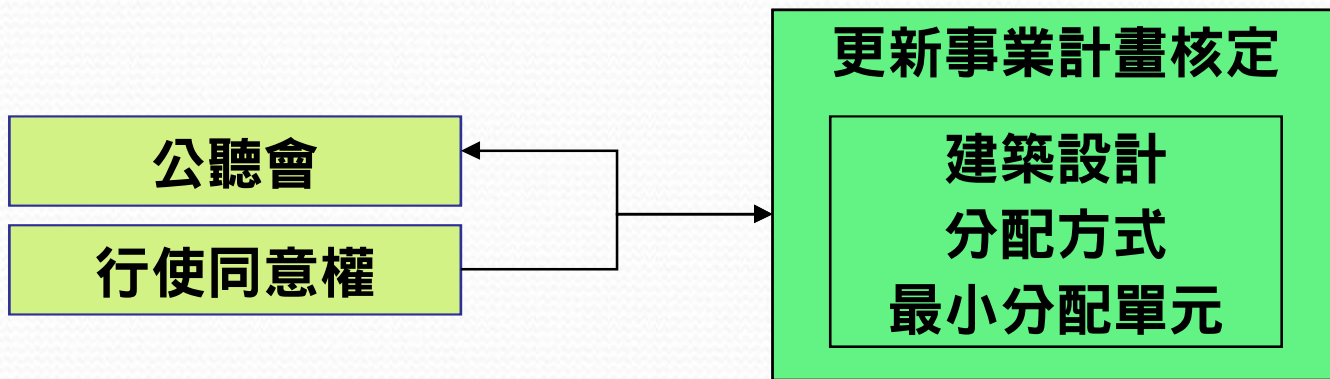 公聽會
行使同意權
更新事業計畫核定
建築設計
分配方式
最小分配單元